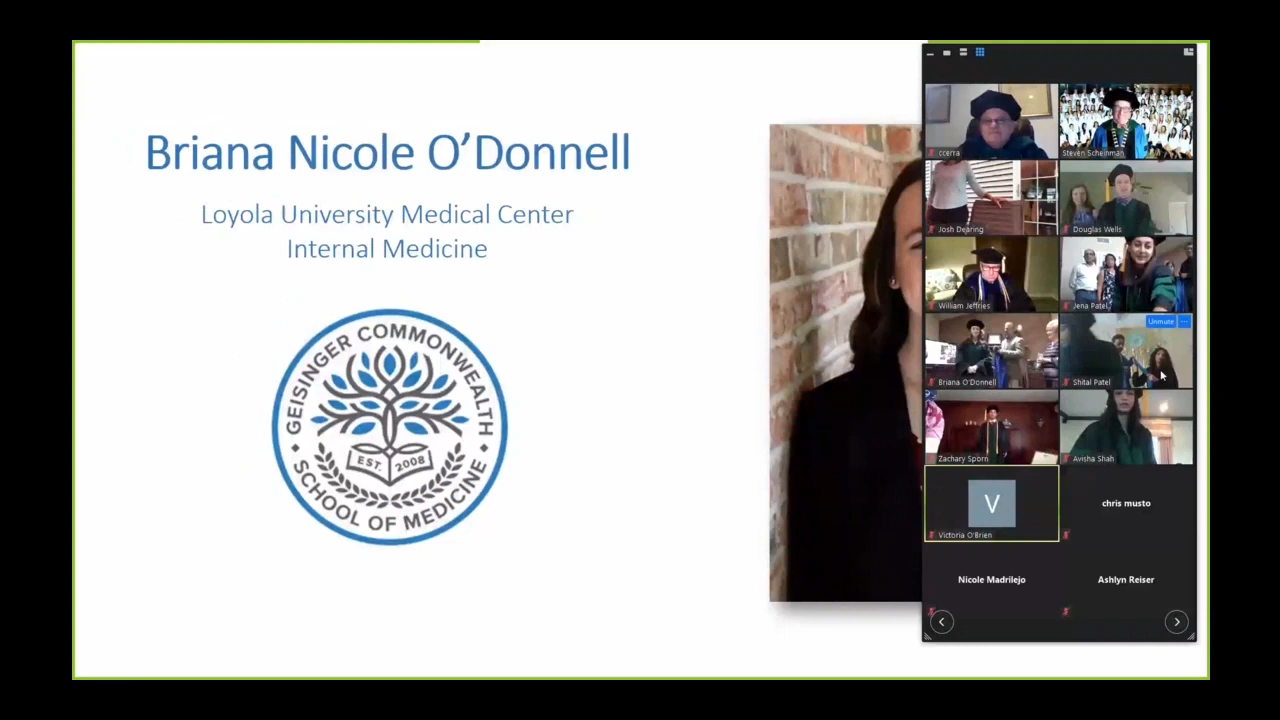 Briana Nicole O’Donnell
Loyola University Medical Center
Internal Medicine
GEISINGER COMMONWEALTH
SCHOOL OF MEDICINE
EST. 2008
ccerra
Steven Scheinman
Josh Dearing
Douglas Wells
William Jeffries
Jena Patel
Unmute
Briana O'Donnell
Shital Patel
Zachary Sporn
Avisha Shah
V
Victoria O'Brien
chris musto
Nicole Madrilejo
Ashlyn Reiser